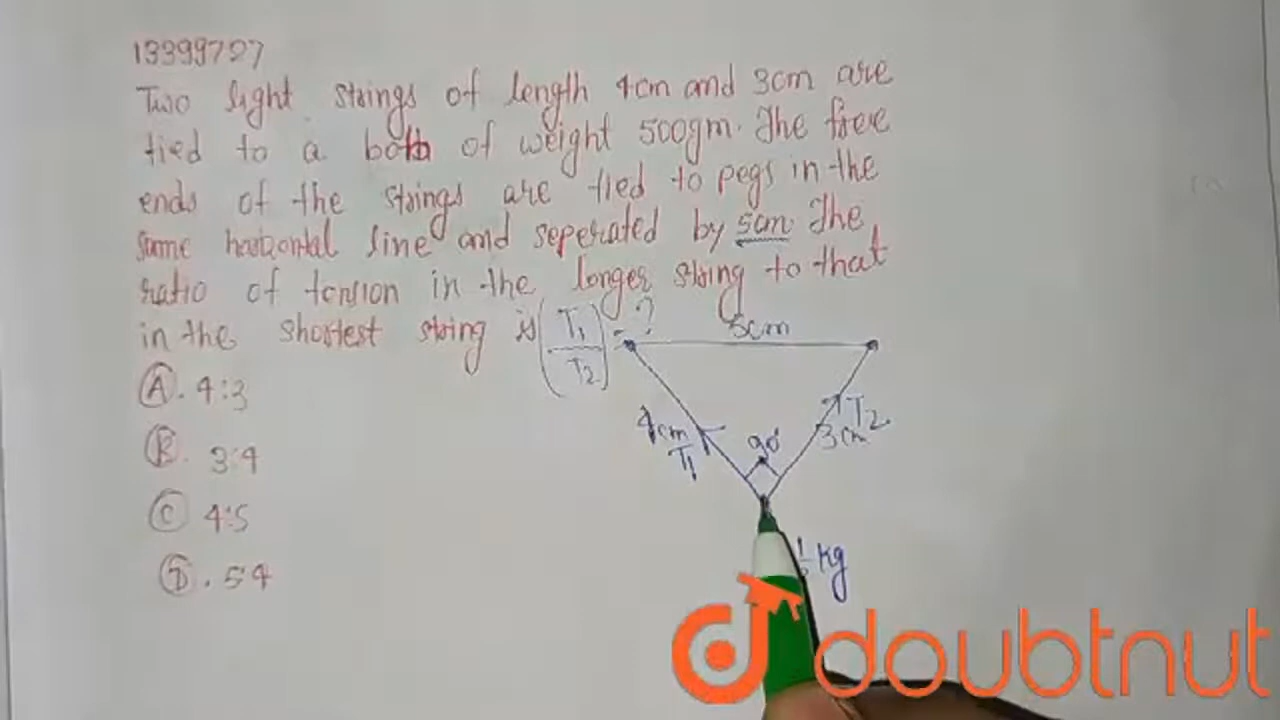 13399727
Two light strings of length 4cm and 3cm are
tied to a bob of weight 500gm. The free
ends of the strings are tied to pegs in the
same horizontal line and seperated by 5cm. The
ratio of tension in the longer string to that
in the shortest string is (T1/T2) = ?
5cm
(A). 4:3
(B). 3:4
(C) 4:5
(D). 5:4
4cm
T1
90°
T2
3cm
kg
doubtnut